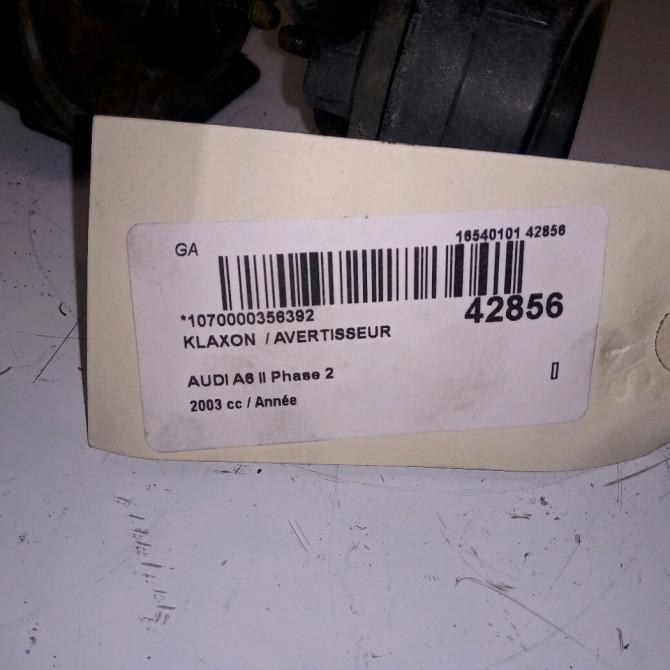 GA
16540101 42856
*1070000356392
42856
KLAXON / AVERTISSEUR
AUDI A6 II Phase 2
2003 cc / Année